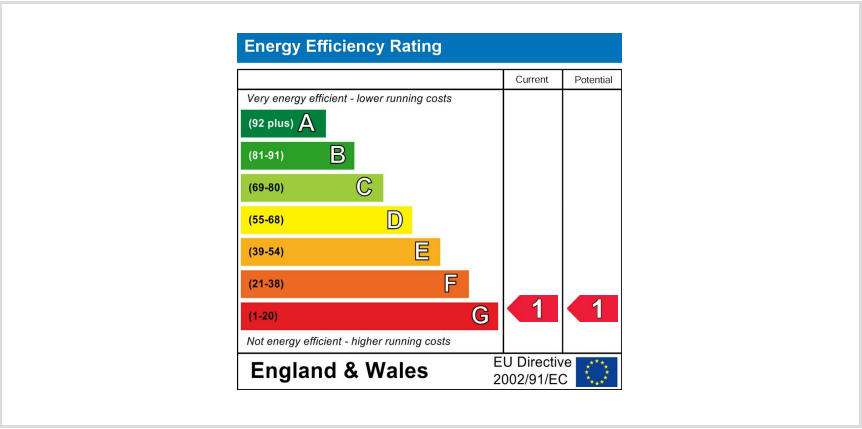 Energy Efficiency Rating
Current Potential
Very energy efficient - lower running costs
(92 plus) A
(81-91) B
(69-80) C
(55-68) D
(39-54) E
(21-38) F
(1-20) G 1 1
Not energy efficient - higher running costs
England & Wales
EU Directive
2002/91/EC